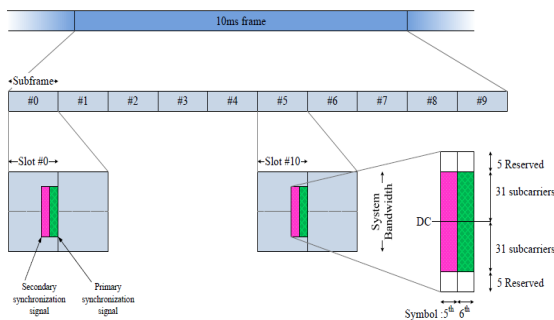 10ms frame
Subframe
#0 #1 #2 #3 #4 #5 #6 #7 #8 #9
Slot #0
Slot #10
System
Bandwidth
DC
5 Reserved
31 subcarriers
31 subcarriers
5 Reserved
Secondary
synchronization
signal
Primary
synchronization
signal
Symbol :5th 6th